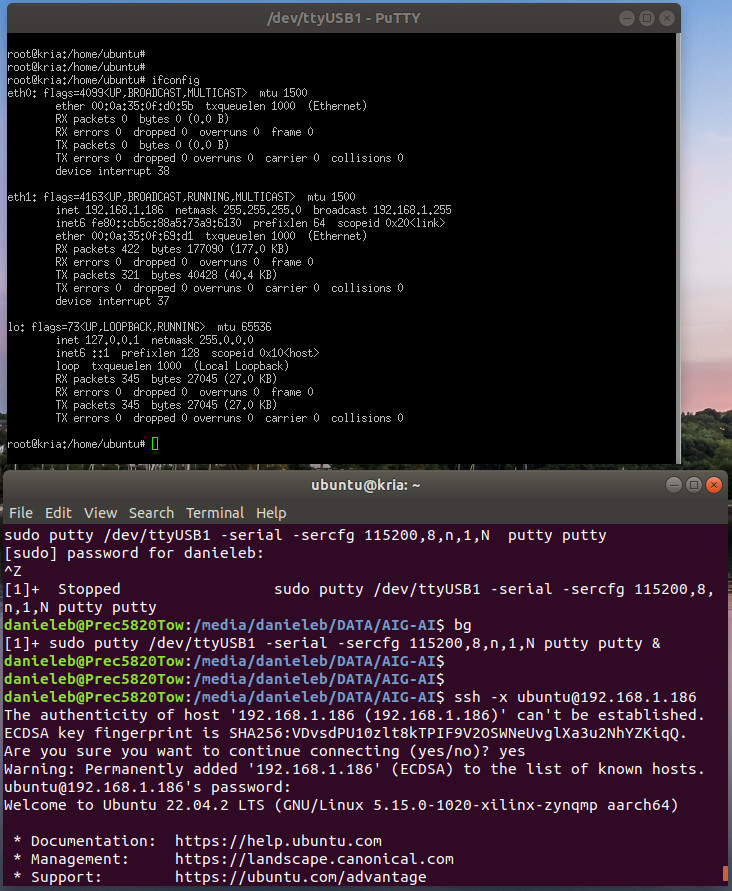 /dev/ttyUSB1 - PuTTY
root@kria:/home/ubuntu#
root@kria:/home/ubuntu#
root@kria:/home/ubuntu# ifconfig
eth0: flags=4099<UP,BROADCAST,MULTICAST>  mtu 1500
        ether 00:0a:35:0f:d0:5b  txqueuelen 1000  (Ethernet)
        RX packets 0  bytes 0 (0.0 B)
        RX errors 0  dropped 0  overruns 0  frame 0
        TX packets 0  bytes 0 (0.0 B)
        TX errors 0  dropped 0 overruns 0  carrier 0  collisions 0
        device interrupt 38
eth1: flags=4163<UP,BROADCAST,RUNNING,MULTICAST>  mtu 1500
        inet 192.168.1.186  netmask 255.255.255.0  broadcast 192.168.1.255
        inet6 fe80::cb5c:88a5:73a9:6130  prefixlen 64  scopeid 0x20<link>
        ether 00:0a:35:0f:69:d1  txqueuelen 1000  (Ethernet)
        RX packets 422  bytes 177090 (177.0 KB)
        RX errors 0  dropped 0  overruns 0  frame 0
        TX packets 321  bytes 40428 (40.4 KB)
        TX errors 0  dropped 0 overruns 0  carrier 0  collisions 0
        device interrupt 37
lo: flags=73<UP,LOOPBACK,RUNNING>  mtu 65536
        inet 127.0.0.1  netmask 255.0.0.0
        inet6 ::1  prefixlen 128  scopeid 0x10<host>
        loop  txqueuelen 1000  (Local Loopback)
        RX packets 345  bytes 27045 (27.0 KB)
        RX errors 0  dropped 0  overruns 0  frame 0
        TX packets 345  bytes 27045 (27.0 KB)
        TX errors 0  dropped 0 overruns 0  carrier 0  collisions 0
root@kria:/home/ubuntu#
ubuntu@kria: ~
File Edit View Search Terminal Help
sudo putty /dev/ttyUSB1 -serial -sercfg 115200,8,n,1,N  putty putty
[sudo] password for danieleb:
^Z
[1]+  Stopped                 sudo putty /dev/ttyUSB1 -serial -sercfg 115200,8,
n,1,N putty putty
danieleb@Prec5820Tow:/media/danieleb/DATA/AIG-AI$ bg
[1]+ sudo putty /dev/ttyUSB1 -serial -sercfg 115200,8,n,1,N putty putty &
danieleb@Prec5820Tow:/media/danieleb/DATA/AIG-AI$
danieleb@Prec5820Tow:/media/danieleb/DATA/AIG-AI$
danieleb@Prec5820Tow:/media/danieleb/DATA/AIG-AI$ ssh -x ubuntu@192.168.1.186
The authenticity of host '192.168.1.186 (192.168.1.186)' can't be established.
ECDSA key fingerprint is SHA256:VDvsdPU10zlt8kTPIF9V2OSWNeUvglXa3u2NhYZKiqQ.
Are you sure you want to continue connecting (yes/no)? yes
Warning: Permanently added '192.168.1.186' (ECDSA) to the list of known hosts.
ubuntu@192.168.1.186's password:
Welcome to Ubuntu 22.04.2 LTS (GNU/Linux 5.15.0-1020-xilinx-zynqmp aarch64)
 * Documentation:  https://help.ubuntu.com
 * Management:     https://landscape.canonical.com
 * Support:        https://ubuntu.com/advantage